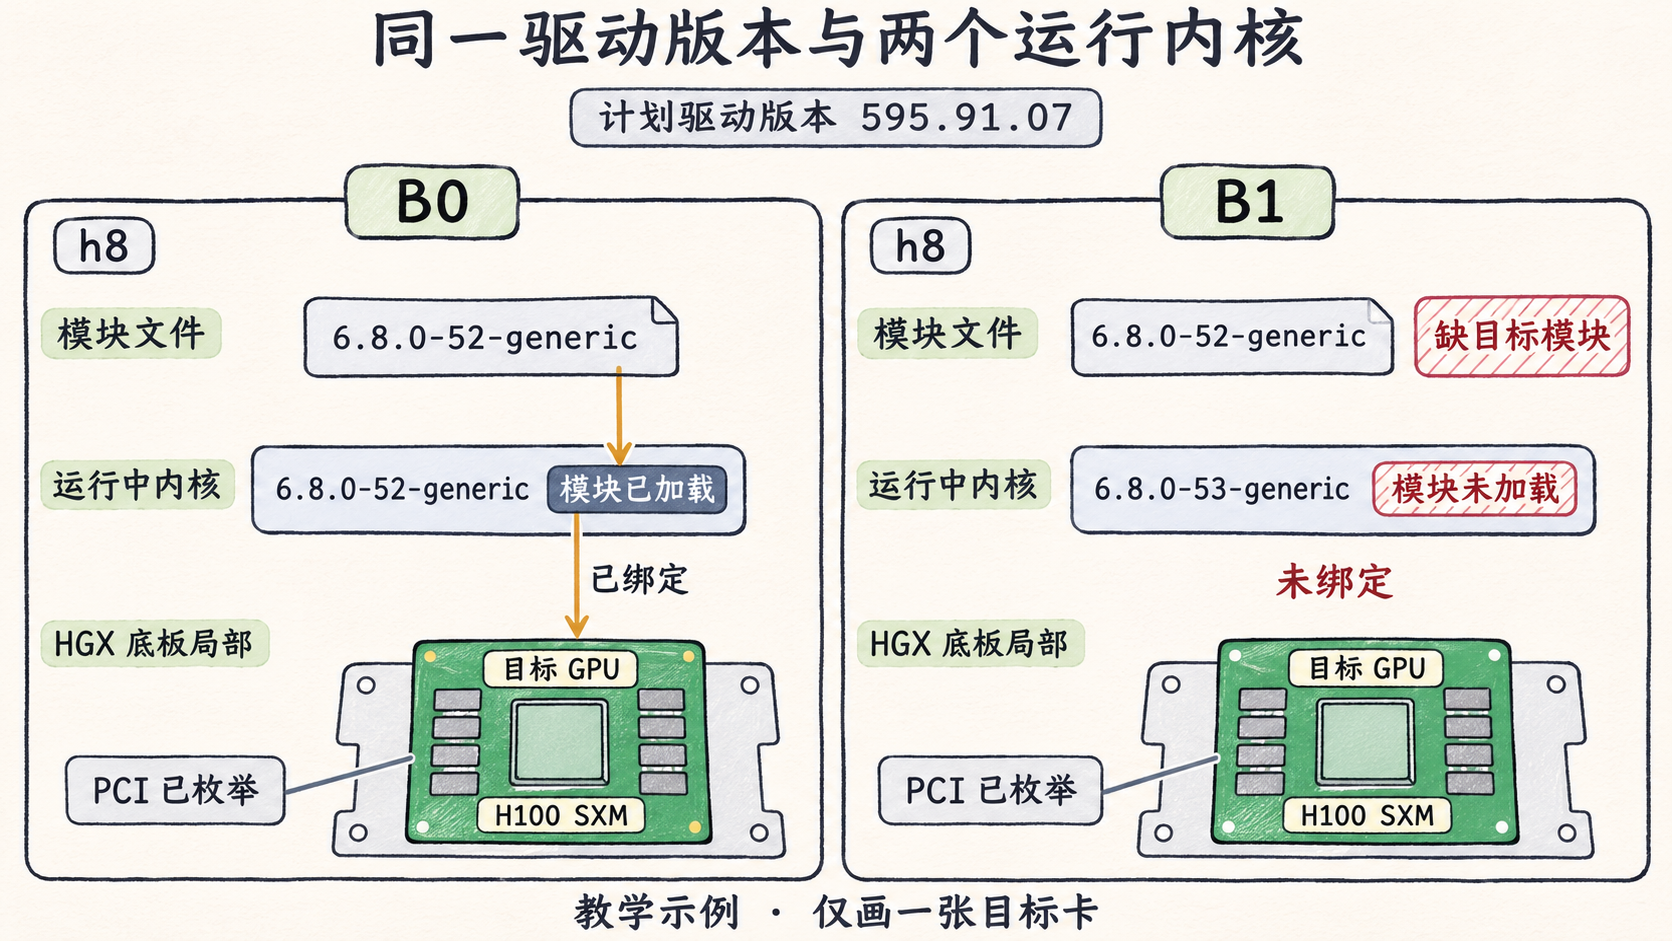 同一驱动版本与两个运行内核
计划驱动版本 595.91.07
B0
h8
模块文件
6.8.0-52-generic
运行中内核
6.8.0-52-generic
模块已加载
已绑定
HGX 底板局部
目标 GPU
PCI 已枚举
H100 SXM
B1
h8
模块文件
6.8.0-52-generic
缺目标模块
运行中内核
6.8.0-53-generic
模块未加载
未绑定
HGX 底板局部
目标 GPU
PCI 已枚举
H100 SXM
教学示例 · 仅画一张目标卡